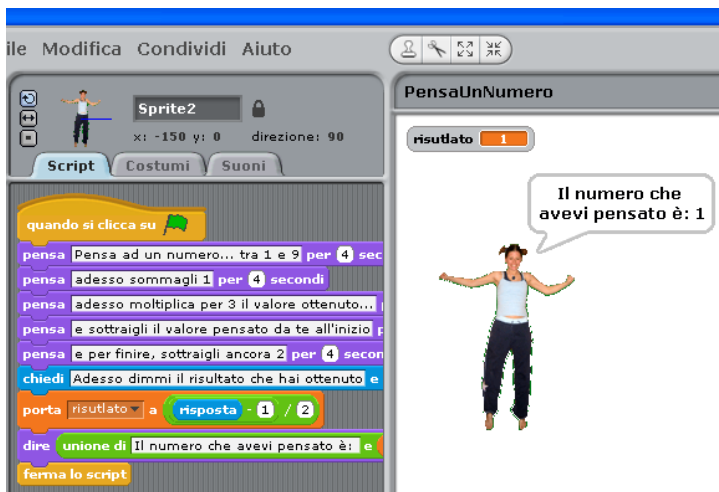 ile Modifica Condividi Aiuto
Sprite2
x: -150 y: 0 direzione: 90
Script Costumi Suoni
quando si clicca su
pensa Pensa ad un numero... tra 1 e 9 per 4 sec
pensa adesso sommagli 1 per 4 secondi
pensa adesso moltiplica per 3 il valore ottenuto...
pensa e sottraigli il valore pensato da te all'inizio p
pensa e per finire, sottraigli ancora 2 per 4 secon
chiedi Adesso dimmi il risultato che hai ottenuto e
porta risutlato a risposta - 1 / 2
dire unione di Il numero che avevi pensato è: e
ferma lo script
PensaUnNumero
risutlato 1
Il numero che
avevi pensato è: 1